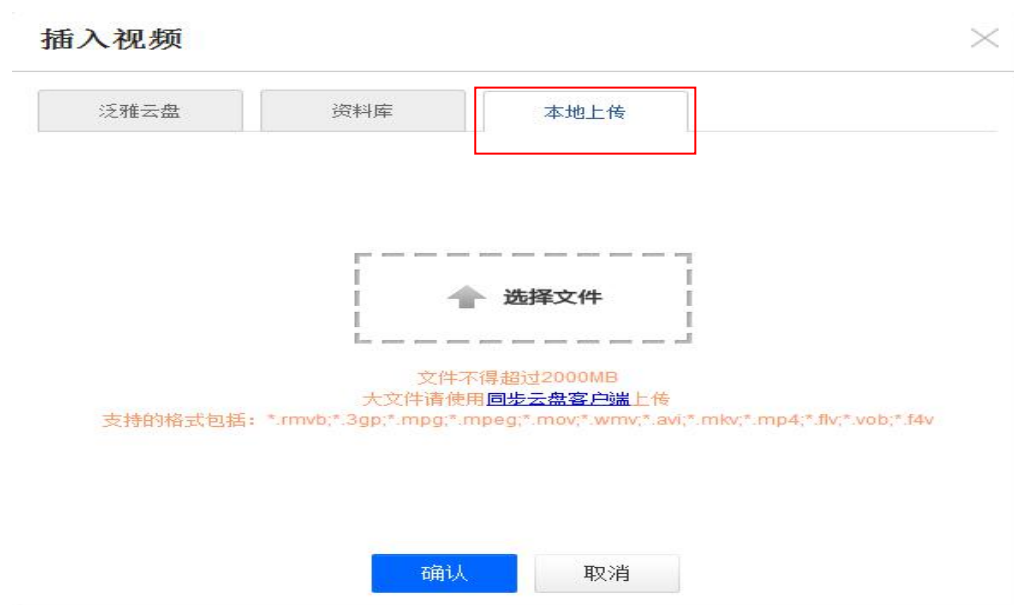 插入视频
泛雅云盘 资料库 本地上传
选择文件
文件不得超过2000MB
大文件请使用同步云盘客户端上传
支持的格式包括：*.rmvb;*.3gp;*.mpg;*.mpeg;*.mov;*.wmv;*.avi;*.mkv;*.mp4;*.flv;*.vob;*.f4v
确认 取消